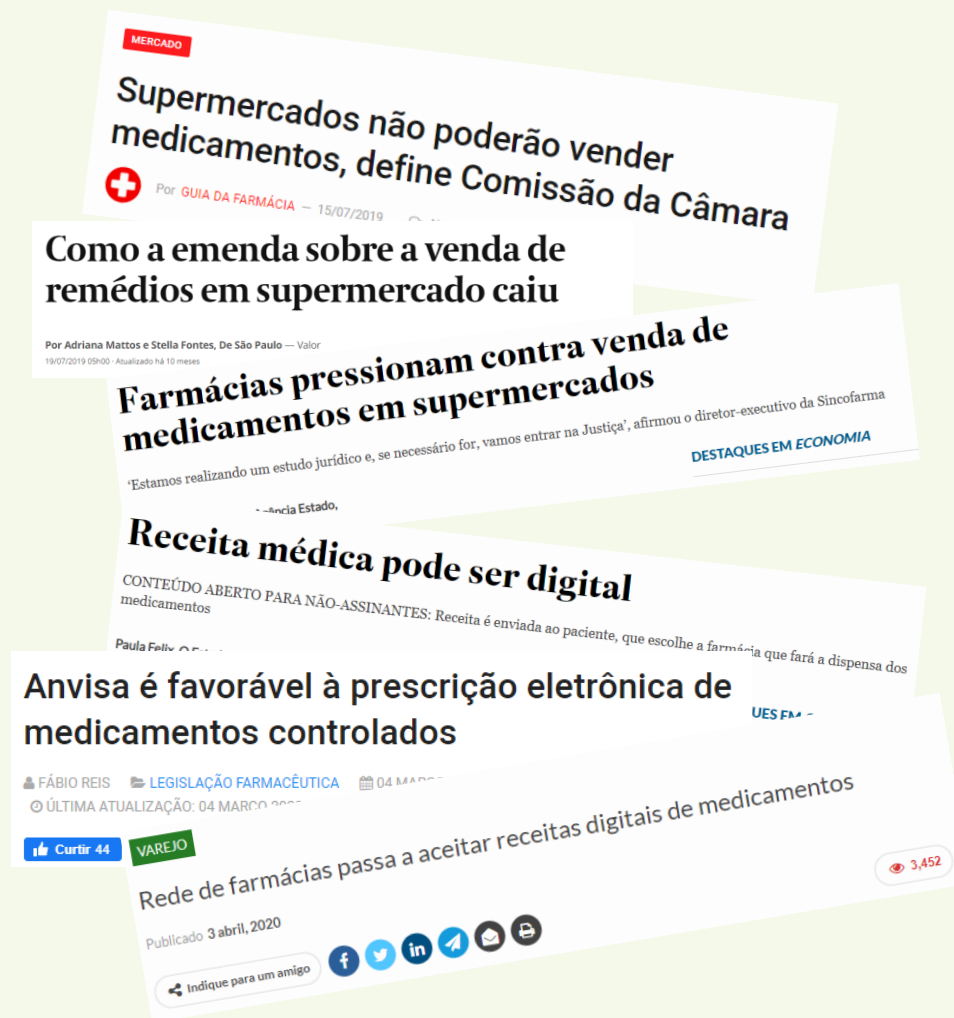 MERCADO
Supermercados não poderão vender
medicamentos, define Comissão da Câmara
Por GUIA DA FARMÁCIA — 15/07/2019
Como a emenda sobre a venda de
remédios em supermercado caiu
Por Adriana Mattos e Stella Fontes, De São Paulo — Valor
19/07/2019 05h00 · Atualizado há 10 meses
Farmácias pressionam contra venda de
medicamentos em supermercados
'Estamos realizando um estudo jurídico e, se necessário for, vamos entrar na Justiça', afirmou o diretor-executivo da Sincofarma
DESTAQUES EM ECONOMIA
Estado,
Receita médica pode ser digital
CONTEÚDO ABERTO PARA NÃO-ASSINANTES: Receita é enviada ao paciente, que escolhe a farmácia que fará a dispensa dos
medicamentos
Paula Felix, O
Anvisa é favorável à prescrição eletrônica de
medicamentos controlados
FÁBIO REIS LEGISLAÇÃO FARMACÊUTICA 04 MARÇO
ÚLTIMA ATUALIZAÇÃO: 04 MARÇO
Curtir 44
VAREJO
Rede de farmácias passa a aceitar receitas digitais de medicamentos
3,452
Publicado 3 abril, 2020
Indique para um amigo